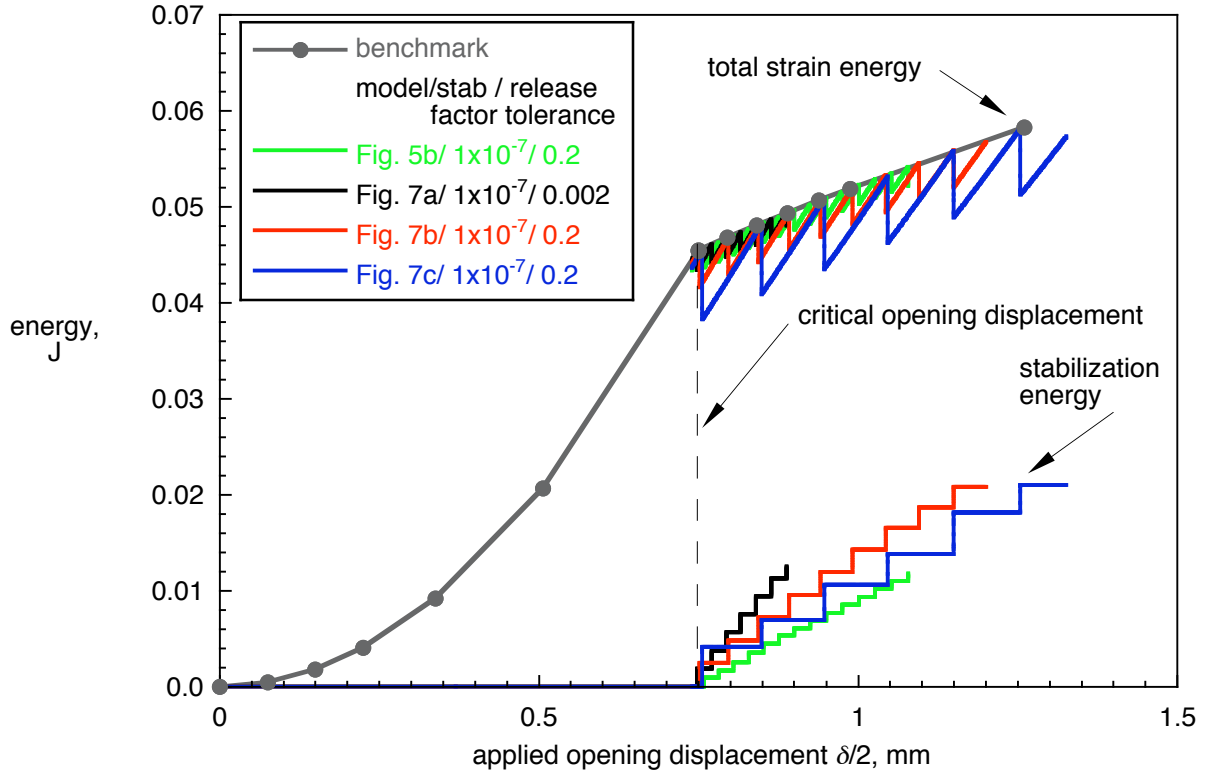 0.07
0.06
0.05
0.04
0.03
0.02
0.01
0.0
energy,
J
benchmark
model/stab / release
factor tolerance
Fig. 5b/ 1x10⁻⁷/ 0.2
Fig. 7a/ 1x10⁻⁷/ 0.002
Fig. 7b/ 1x10⁻⁷/ 0.2
Fig. 7c/ 1x10⁻⁷/ 0.2
total strain energy
critical opening displacement
stabilization
energy
0
0.5
1
1.5
applied opening displacement δ/2, mm